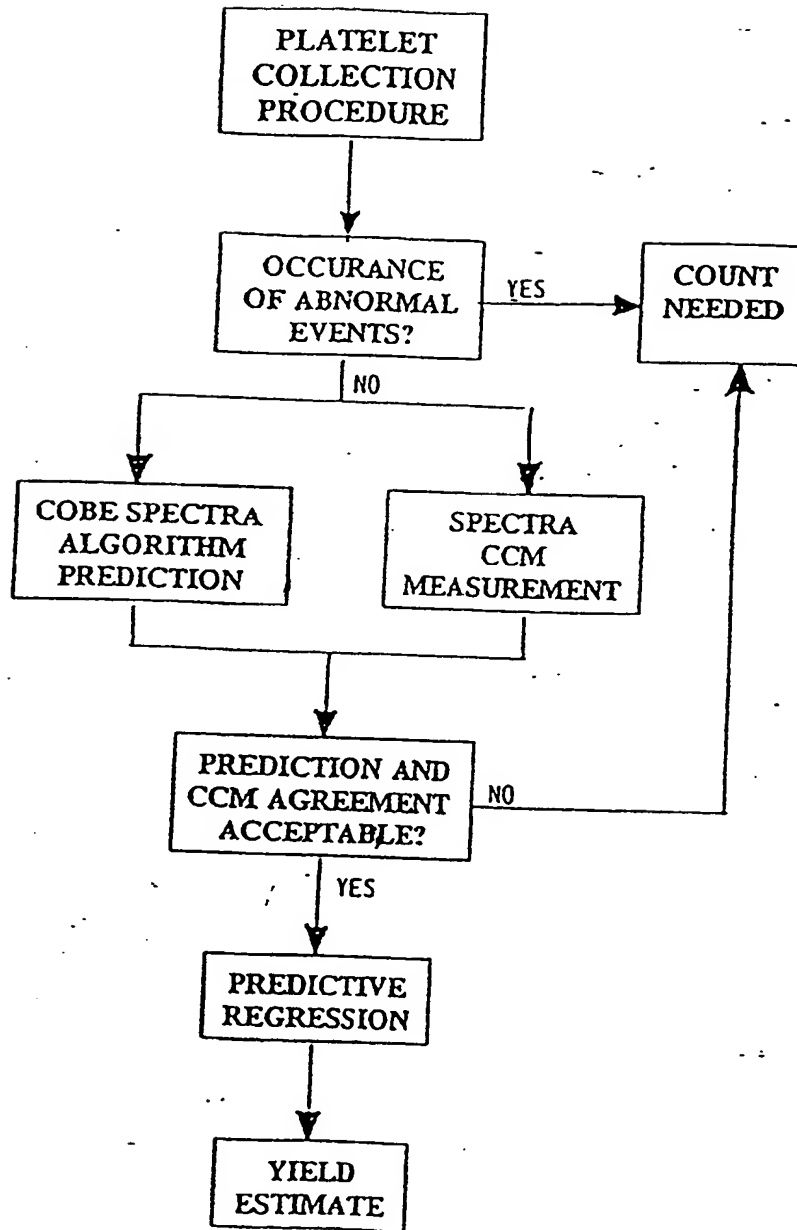 PLATELET
COLLECTION
PROCEDURE
OCCURANCE
OF ABNORMAL
EVENTS?
YES
COUNT
NEEDED
NO
COBE SPECTRA
ALGORITHM
PREDICTION
SPECTRA
CCM
MEASUREMENT
PREDICTION AND
CCM AGREEMENT
ACCEPTABLE?
NO
YES
PREDICTIVE
REGRESSION
YIELD
ESTIMATE